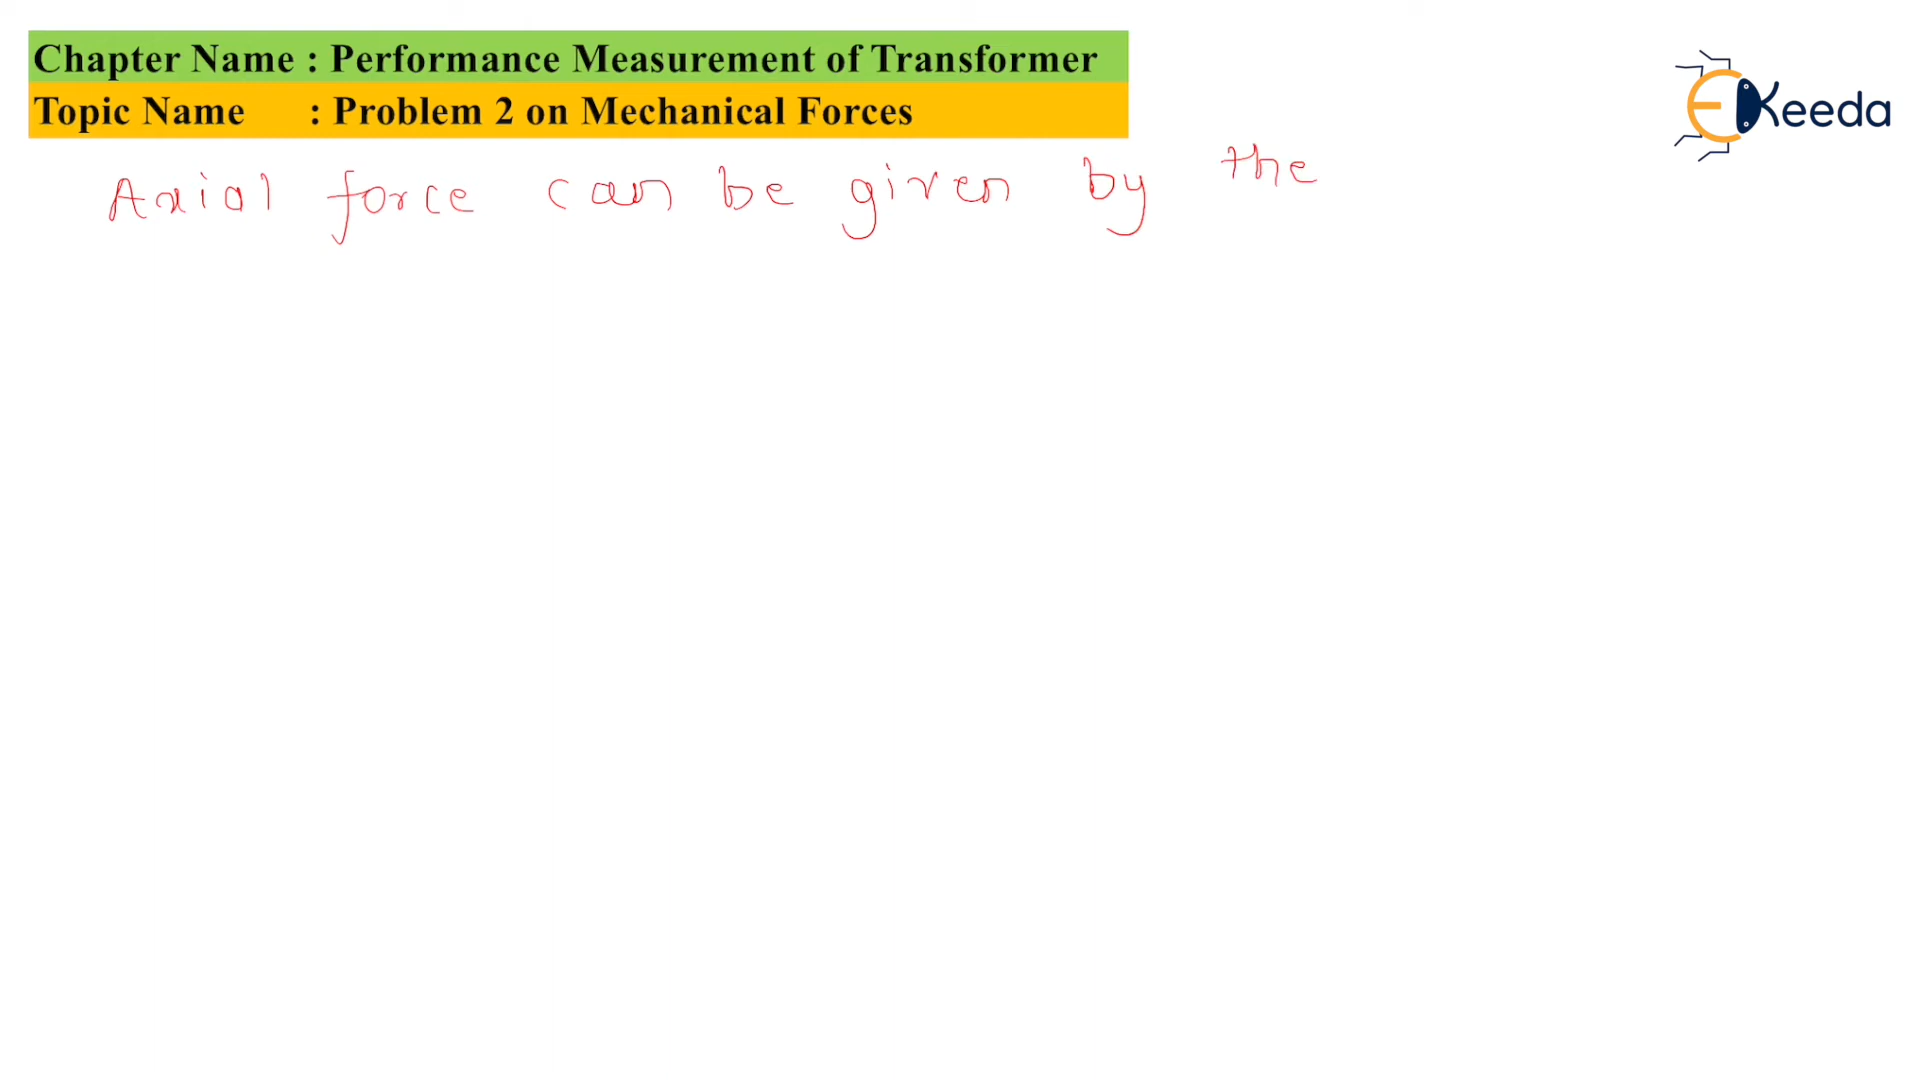 Chapter Name : Performance Measurement of Transformer
Topic Name : Problem 2 on Mechanical Forces
EKeeda
Axial force can be given by the